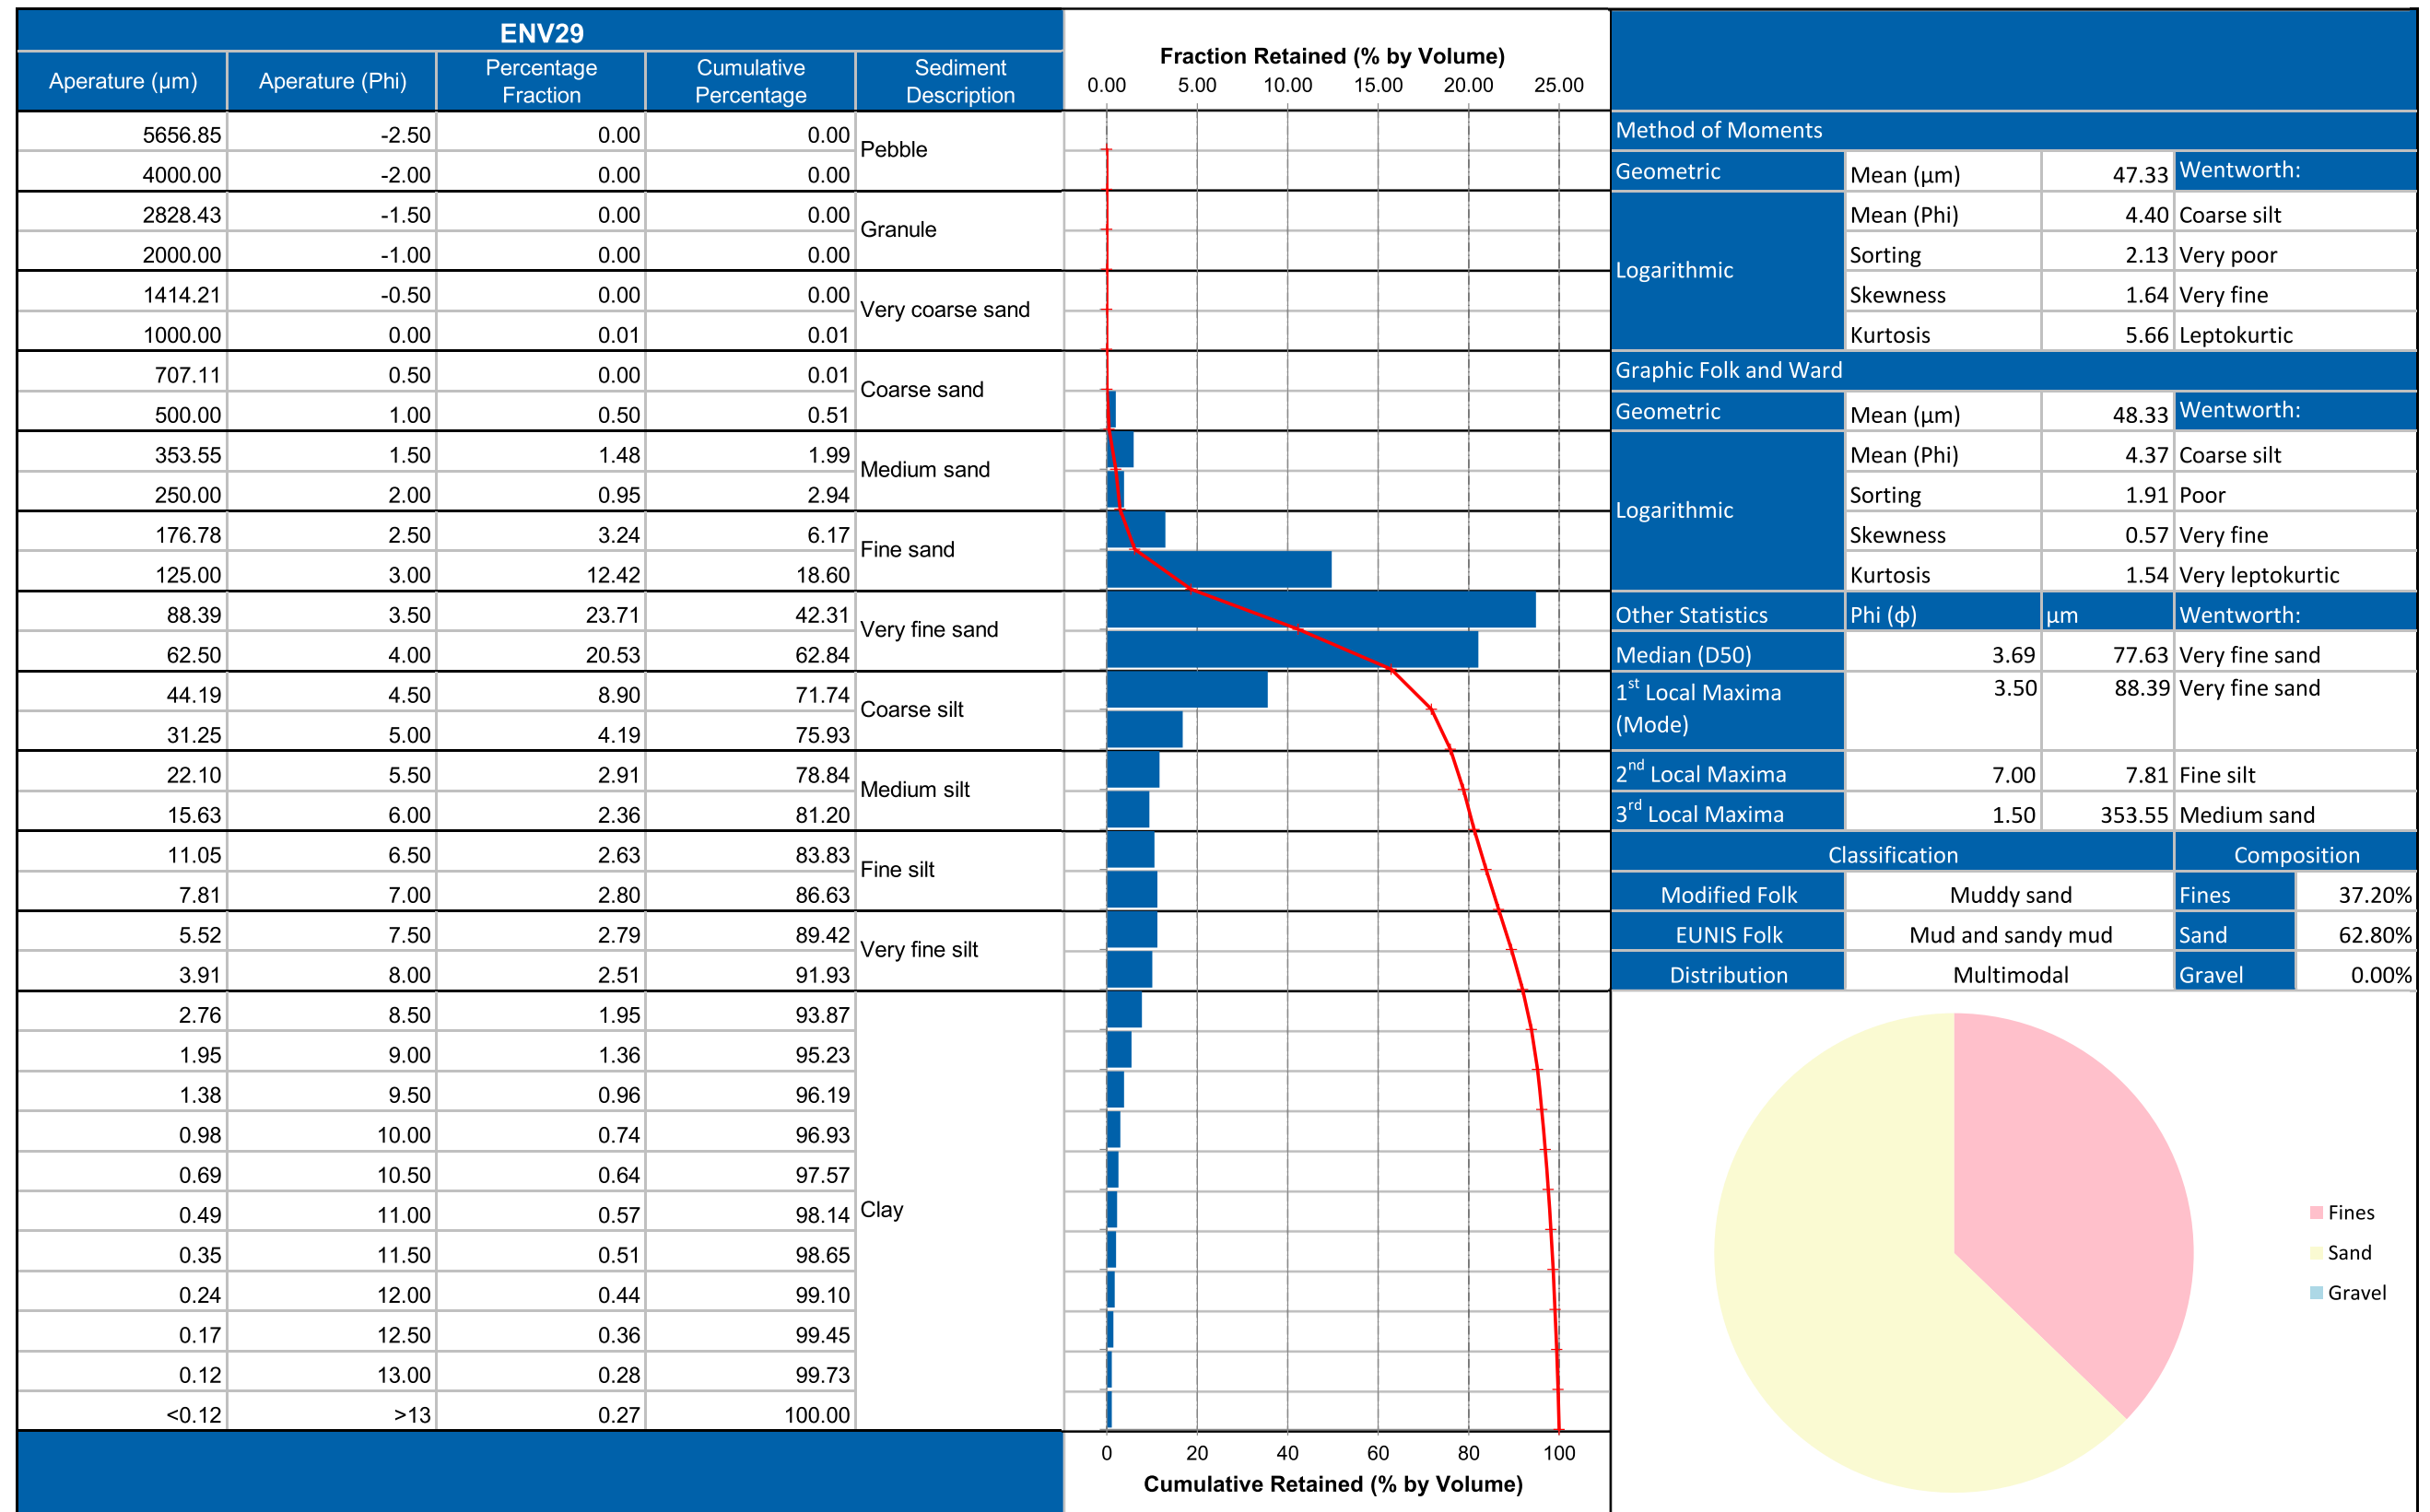 ENV29
Aperature (µm) Aperature (Phi) Percentage Fraction Cumulative Percentage Sediment Description
5656.85 -2.50 0.00 0.00 Pebble
4000.00 -2.00 0.00 0.00
2828.43 -1.50 0.00 0.00 Granule
2000.00 -1.00 0.00 0.00
1414.21 -0.50 0.00 0.00 Very coarse sand
1000.00 0.00 0.01 0.01
707.11 0.50 0.00 0.01 Coarse sand
500.00 1.00 0.50 0.51
353.55 1.50 1.48 1.99 Medium sand
250.00 2.00 0.95 2.94
176.78 2.50 3.24 6.17 Fine sand
125.00 3.00 12.42 18.60
88.39 3.50 23.71 42.31 Very fine sand
62.50 4.00 20.53 62.84
44.19 4.50 8.90 71.74 Coarse silt
31.25 5.00 4.19 75.93
22.10 5.50 2.91 78.84 Medium silt
15.63 6.00 2.36 81.20
11.05 6.50 2.63 83.83 Fine silt
7.81 7.00 2.80 86.63
5.52 7.50 2.79 89.42 Very fine silt
3.91 8.00 2.51 91.93
2.76 8.50 1.95 93.87
1.95 9.00 1.36 95.23
1.38 9.50 0.96 96.19
0.98 10.00 0.74 96.93
0.69 10.50 0.64 97.57
0.49 11.00 0.57 98.14 Clay
0.35 11.50 0.51 98.65
0.24 12.00 0.44 99.10
0.17 12.50 0.36 99.45
0.12 13.00 0.28 99.73
<0.12 >13 0.27 100.00
Fraction Retained (% by Volume)
0.00 5.00 10.00 15.00 20.00 25.00
0 20 40 60 80 100
Cumulative Retained (% by Volume)
Method of Moments
Geometric Mean (µm) 47.33 Wentworth:
Logarithmic
Mean (Phi) 4.40 Coarse silt
Sorting 2.13 Very poor
Skewness 1.64 Very fine
Kurtosis 5.66 Leptokurtic
Graphic Folk and Ward
Geometric Mean (µm) 48.33 Wentworth:
Logarithmic
Mean (Phi) 4.37 Coarse silt
Sorting 1.91 Poor
Skewness 0.57 Very fine
Kurtosis 1.54 Very leptokurtic
Other Statistics Phi (ϕ) µm Wentworth:
Median (D50) 3.69 77.63 Very fine sand
1st Local Maxima 3.50 88.39 Very fine sand
(Mode)
2nd Local Maxima 7.00 7.81 Fine silt
3rd Local Maxima 1.50 353.55 Medium sand
Classification Composition
Modified Folk Muddy sand Fines 37.20%
EUNIS Folk Mud and sandy mud Sand 62.80%
Distribution Multimodal Gravel 0.00%
Fines
Sand
Gravel